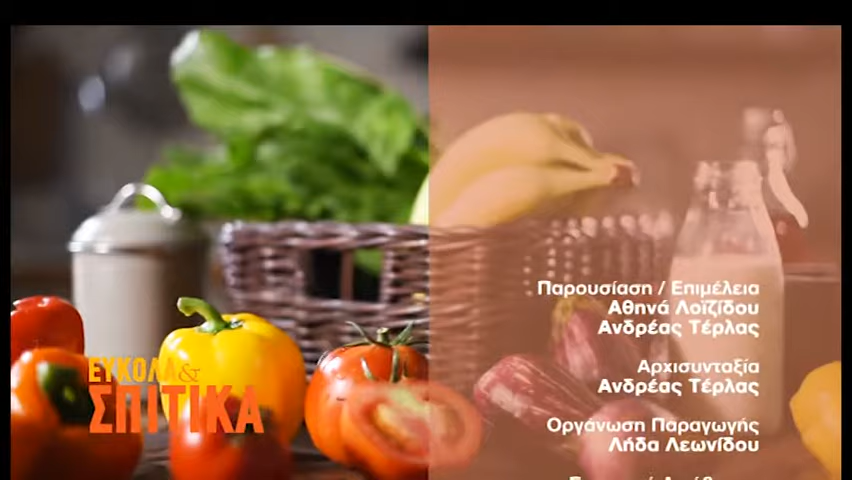 ΕΥΚΟΛΑ&
ΣΠΙΤΙΚΑ
Παρουσίαση / Επιμέλεια
Αθηνά Λοϊζίδου
Ανδρέας Τέρλας
Αρχισυνταξία
Ανδρέας Τέρλας
Οργάνωση Παραγωγής
Λήδα Λεωνίδου